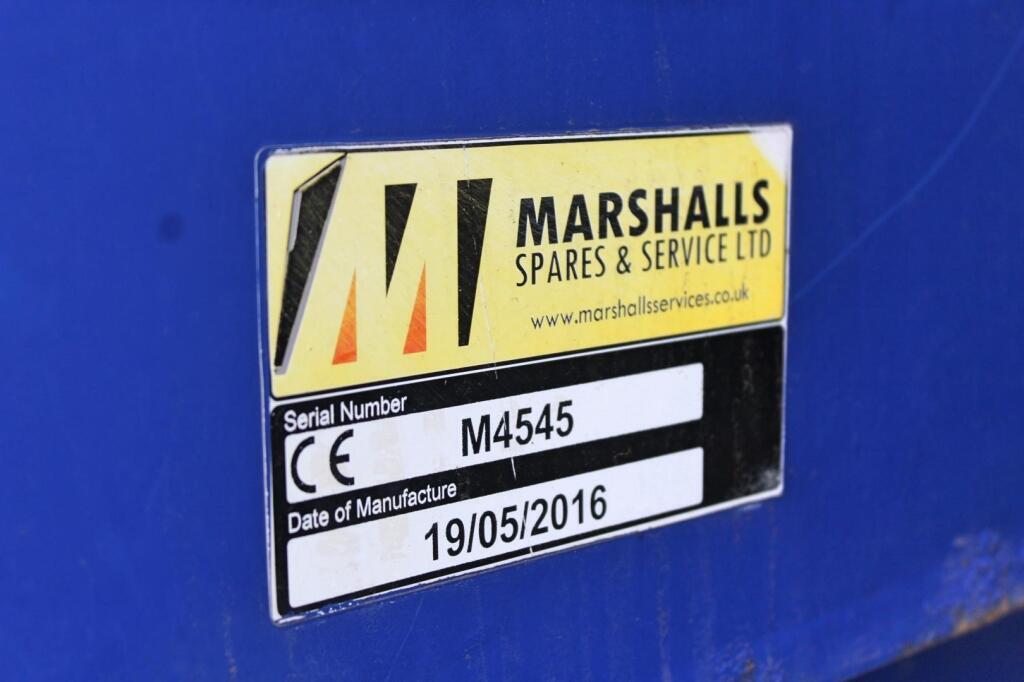 MARSHALLS
SPARES & SERVICE LTD
www.marshallsservices.co.uk
Serial Number
CE M4545
Date of Manufacture
19/05/2016